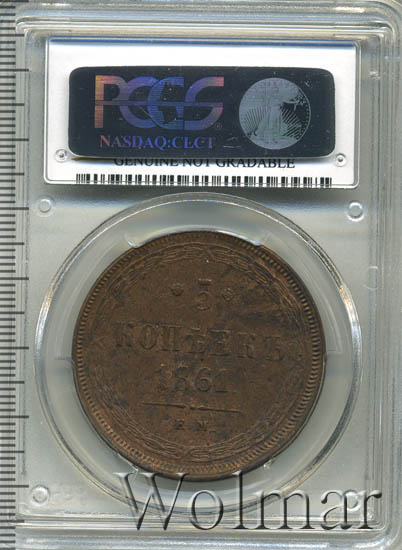 PCGS
NASDAQ:CLCT
GENUINE NOT GRADABLE
* 5 *
КОПѢЕКЪ.
1861
Е.М.
Wolmar